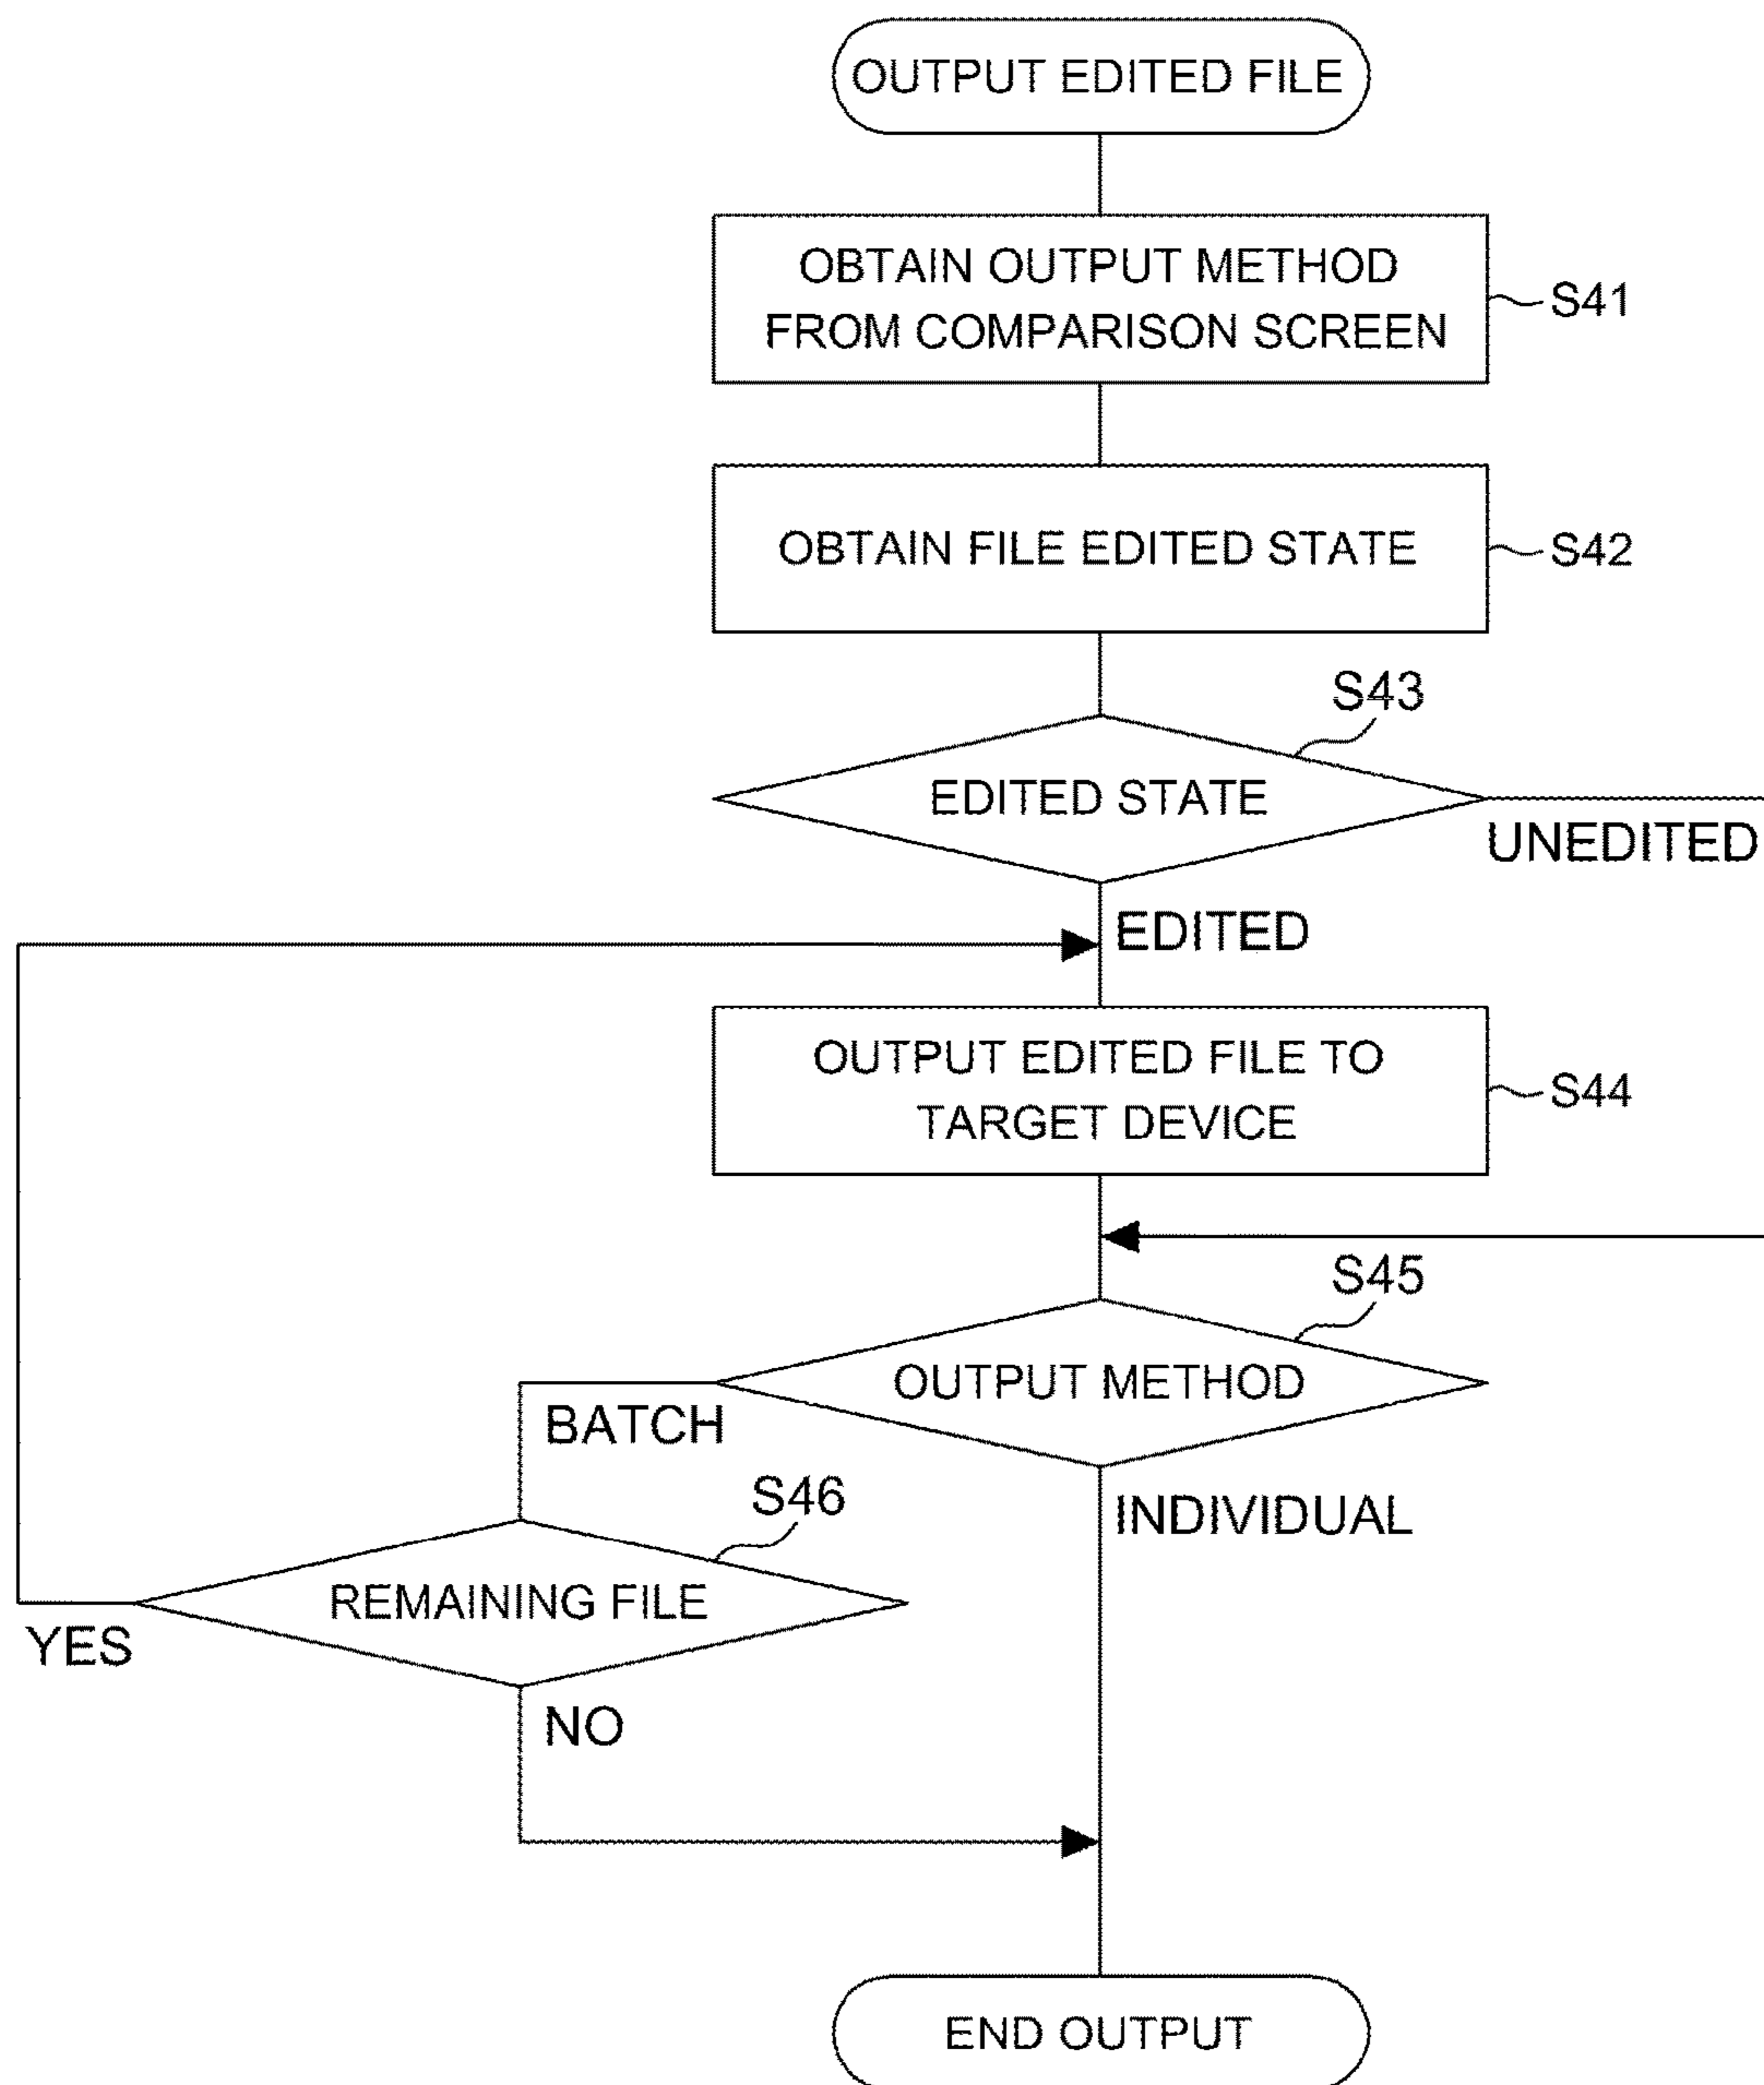 OUTPUT EDITED FILE
OBTAIN OUTPUT METHOD
FROM COMPARISON SCREEN
S41
OBTAIN FILE EDITED STATE
S42
S43
EDITED STATE
UNEDITED
EDITED
OUTPUT EDITED FILE TO
TARGET DEVICE
S44
S45
OUTPUT METHOD
BATCH
INDIVIDUAL
S46
REMAINING FILE
YES
NO
END OUTPUT